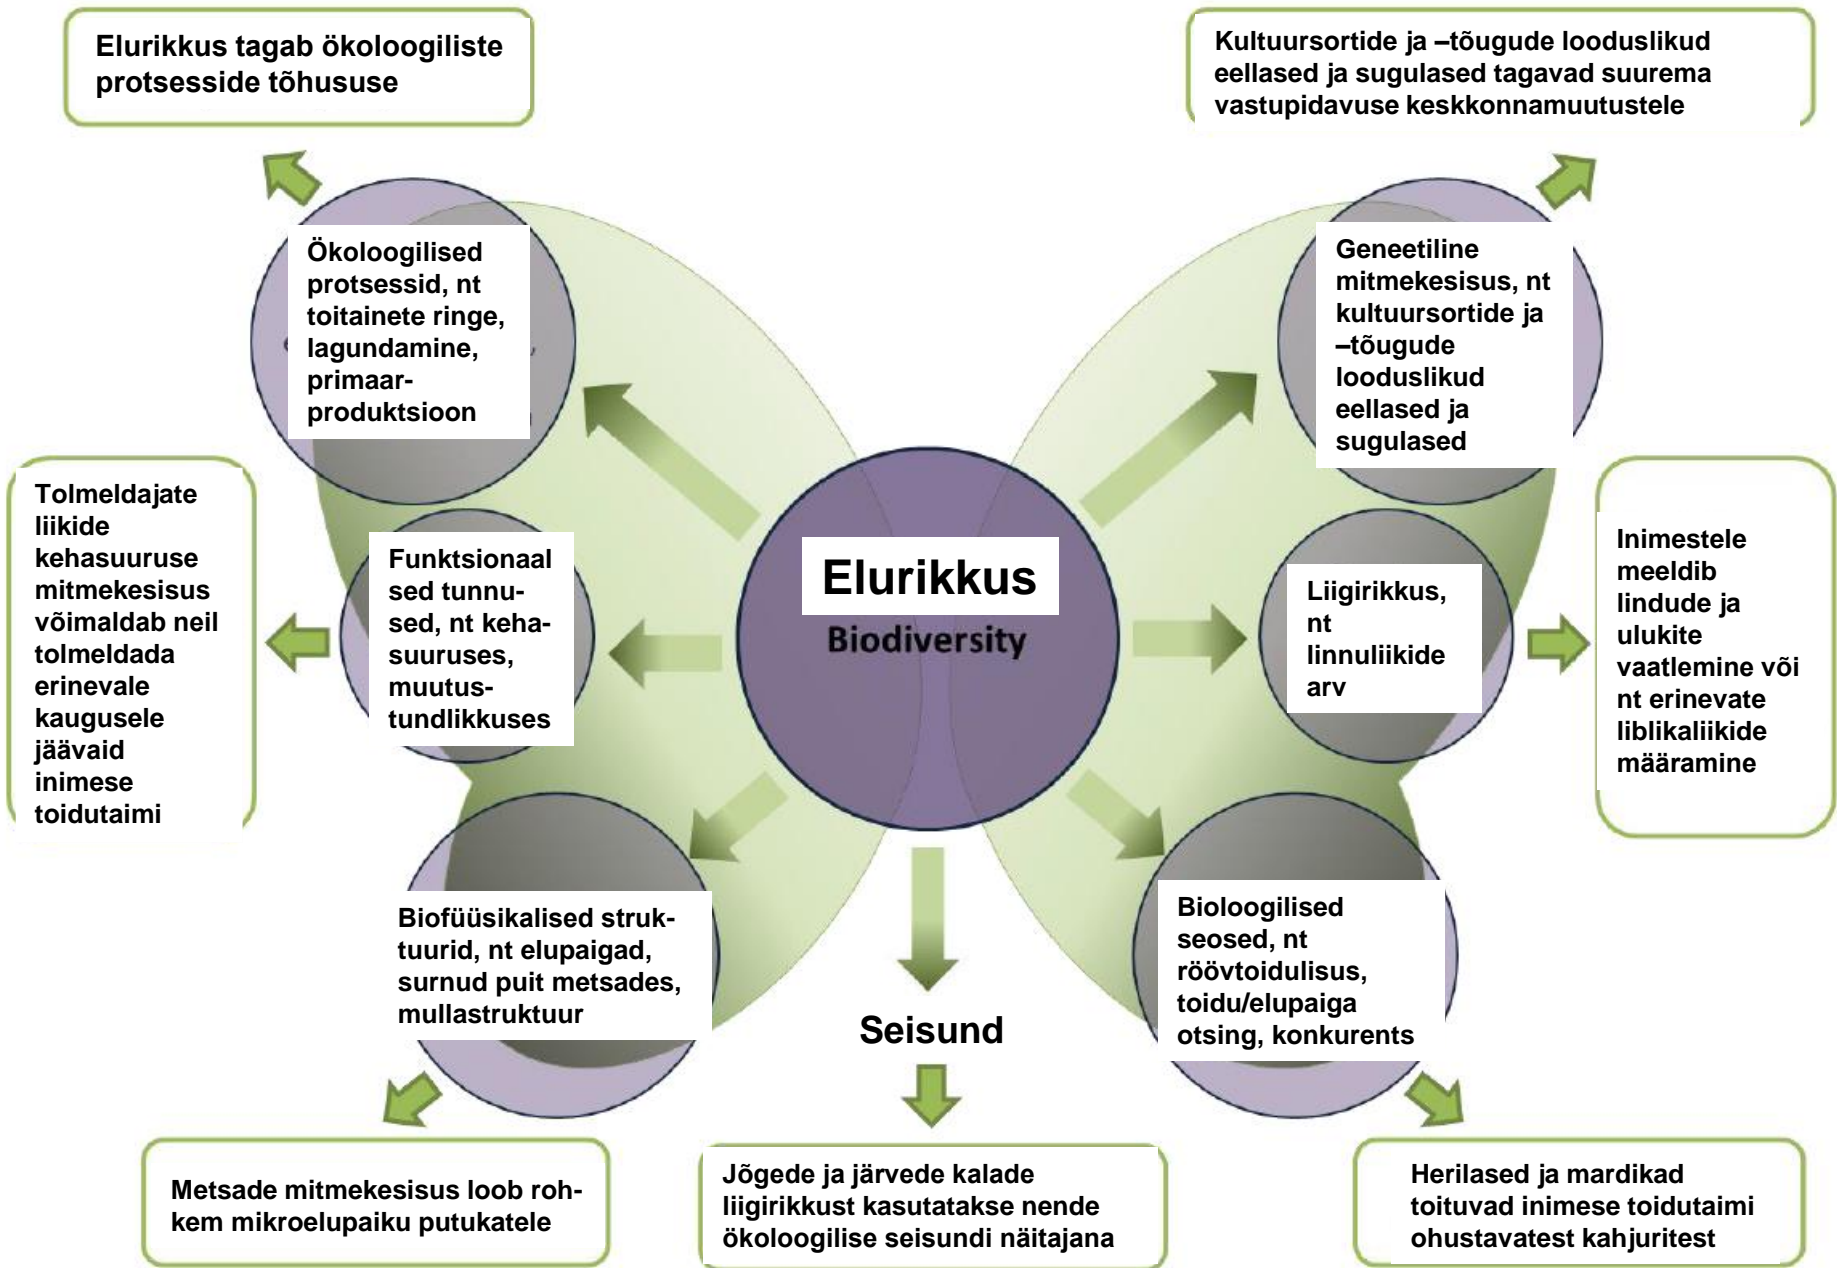 Elurikkus tagab ökoloogiliste
protsesside tõhususe
Kultuursortide ja –tõugude looduslikud
eellased ja sugulased tagavad suurema
vastupidavuse keskkonnamuutustele
Ökoloogilised
protsessid, nt
toitainete ringe,
lagundamine,
primaar-
produktsioon
Geneetiline
mitmekesisus, nt
kultuursortide ja
–tõugude
looduslikud
eellased ja
sugulased
Tolmeldajate
liikide
kehasuuruse
mitmekesisus
võimaldab neil
tolmeldada
erinevale
kaugusele
jäävaid
inimese
toidutaimi
Funktsionaal
sed tunnu-
sed, nt keha-
suuruses,
muutus-
tundlikkuses
Elurikkus
Biodiversity
Liigirikkus,
nt
linnuliikide
arv
Inimestele
meeldib
lindude ja
ulukite
vaatlemine või
nt erinevate
liblikaliikide
määramine
Biofüüsikalised struk-
tuurid, nt elupaigad,
surnud puit metsades,
mullastruktuur
Seisund
Bioloogilised
seosed, nt
röövtoidulisus,
toidu/elupaiga
otsing, konkurents
Metsade mitmekesisus loob roh-
kem mikroelupaiku putukatele
Jõgede ja järvede kalade
liigirikkust kasutatakse nende
ökoloogilise seisundi näitajana
Herilased ja mardikad
toituvad inimese toidutaimi
ohustavatest kahjuritest